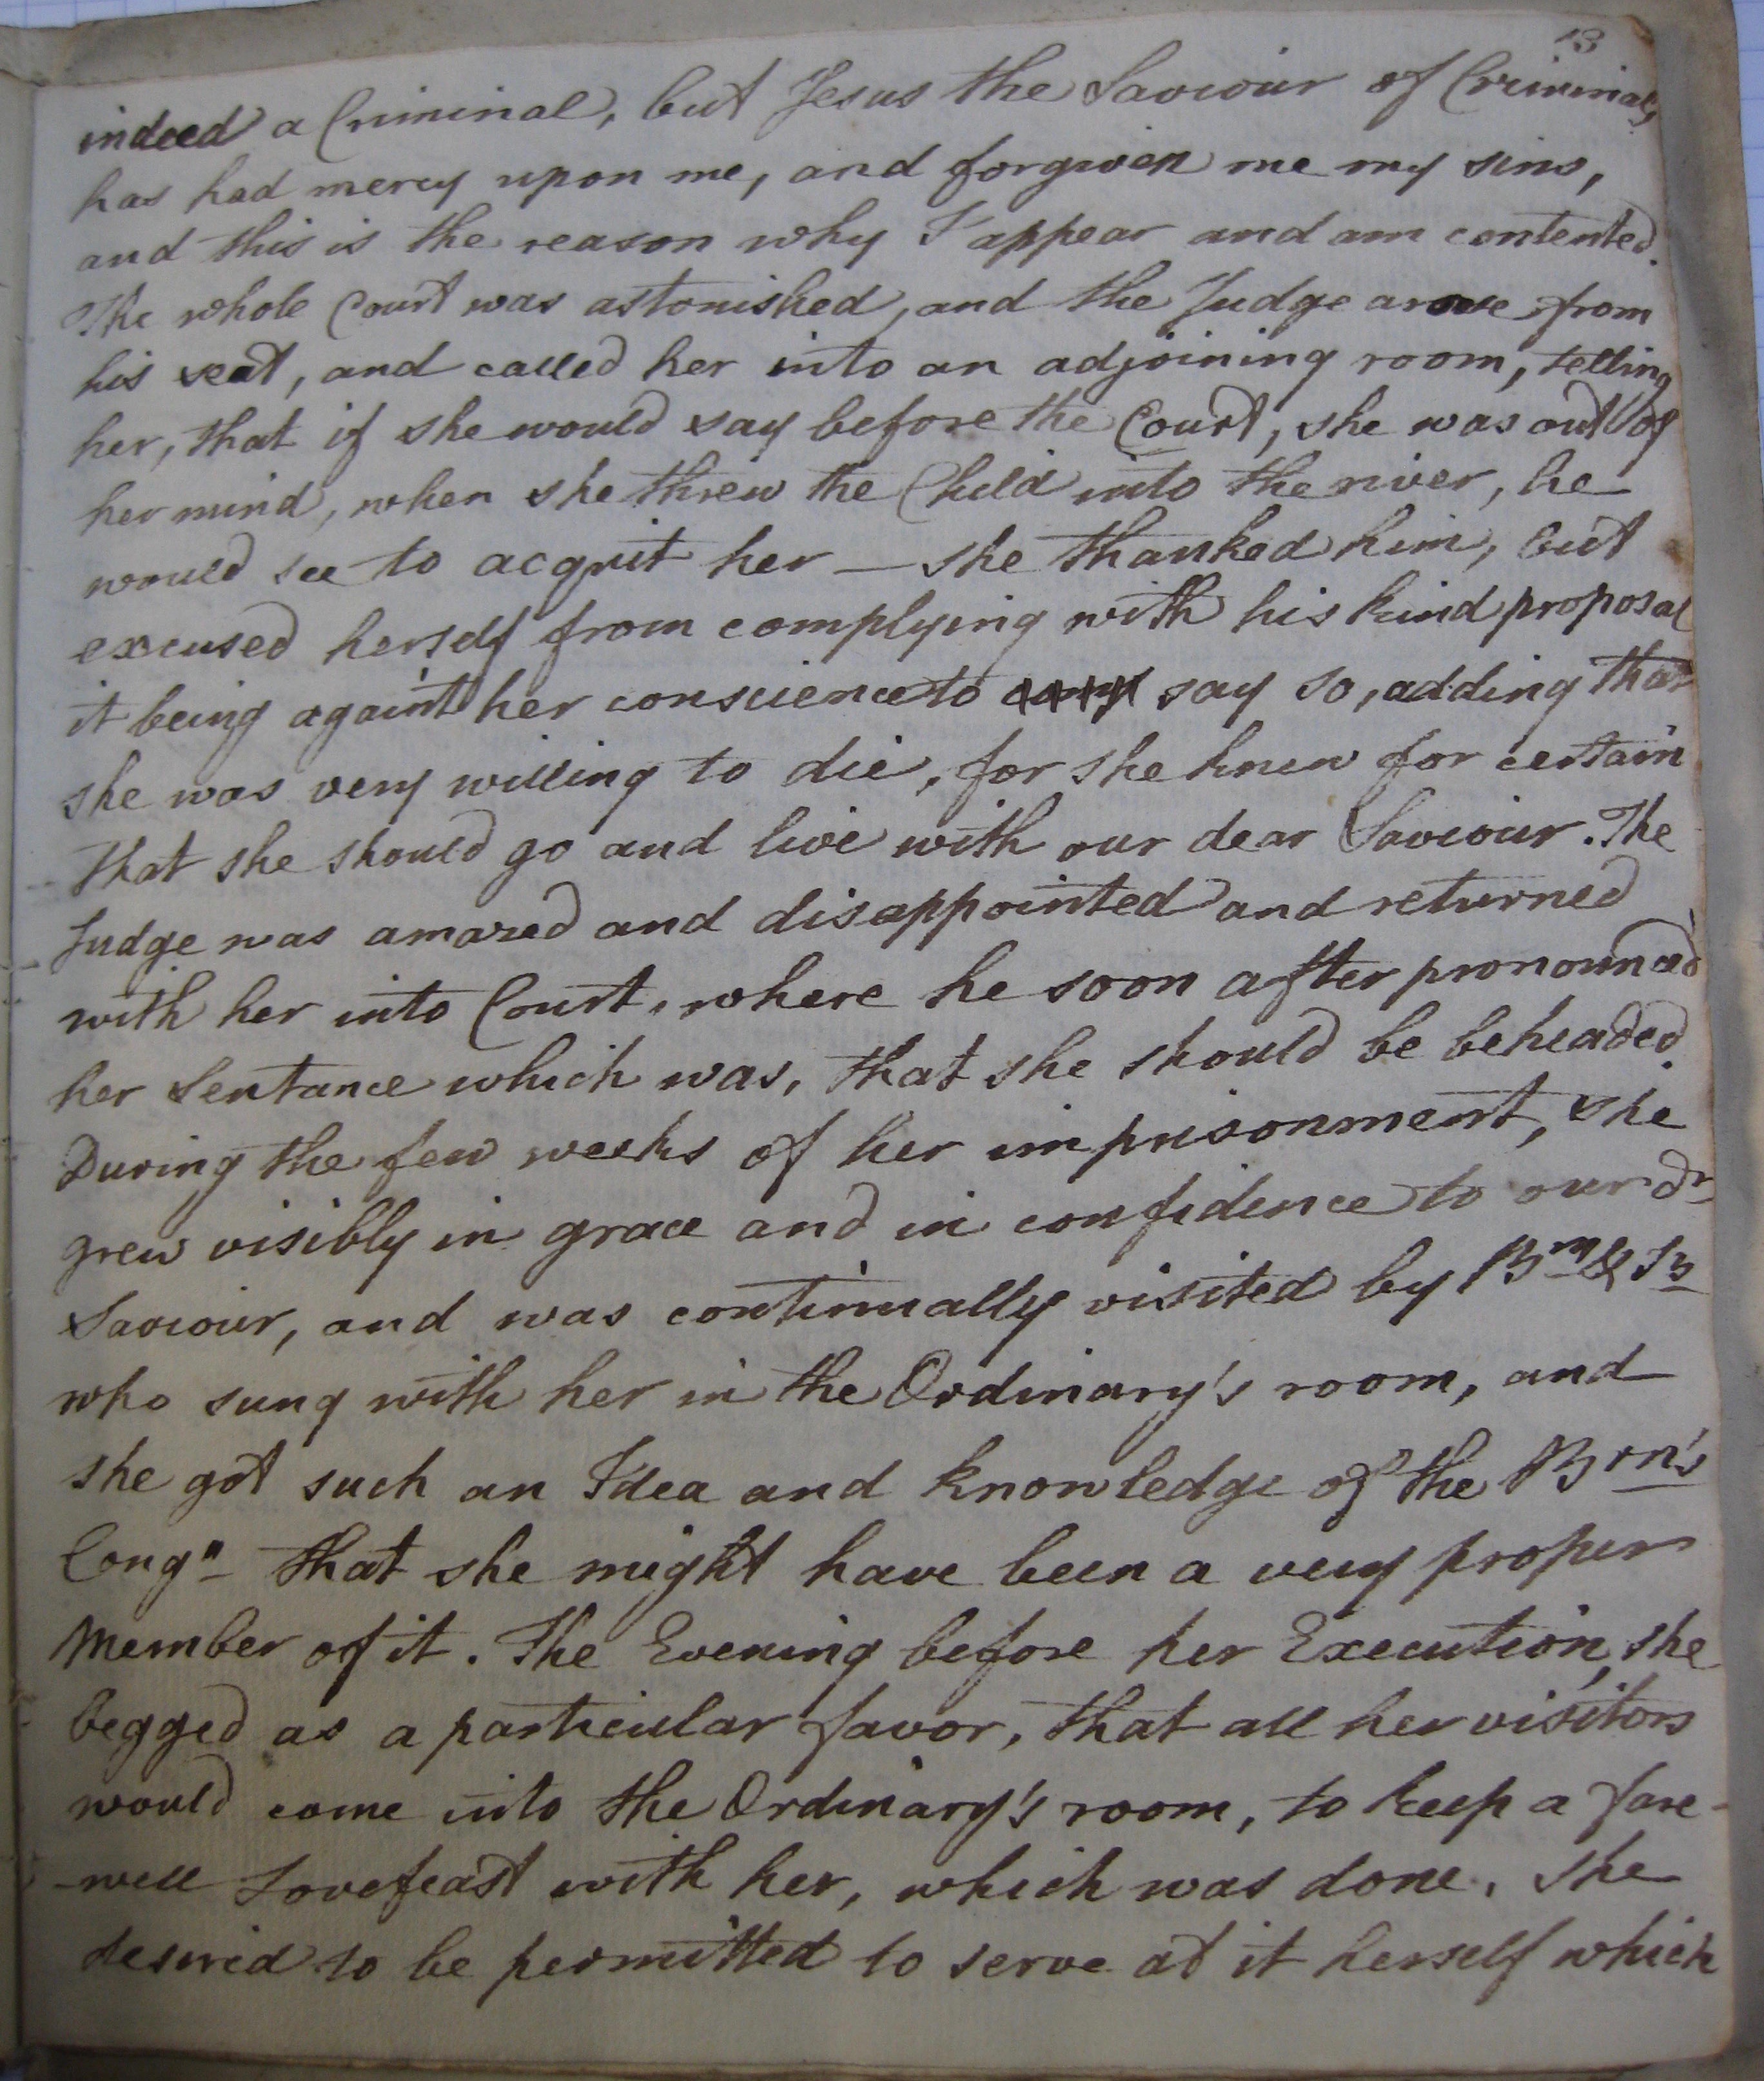 13
indeed a Criminal, but Jesus the Saviour of Criminals,
has had mercy upon me, and forgiven me my sins,
and this is the reason why I appear and am contented.
The whole Court was astonished, and the Judge arose from
his seat, and called her into an adjoining room, telling
her, that if she would say before the Court, she was out of
her mind, when she threw the Child into the river, he
would see to acquit her — she thanked him, but
excused herself from complying with his kind proposal
it being against her conscience to say so, adding that
she was very willing to die, for she knew for certain
that she should go and live with our dear Saviour. The
Judge was amazed and disappointed and returned
with her into Court, where he soon after pronounced
her Sentance which was, that she should be beheaded.
During the few weeks of her imprisonment, she
grew visibly in grace and in confidence to our dr
Saviour, and was continually visited by Brn & Srs
who sung with her in the Ordinary's room, and
she got such an Idea and knowledge of the Brn's
Congn that she might have been a very proper
Member of it. The Evening before her Execution, she
begged as a particular favor, that all her visitors
would come into the Ordinary's room, to keep a fare-
-well Lovefeast with her, which was done. She
desired to be permitted to serve at it herself which